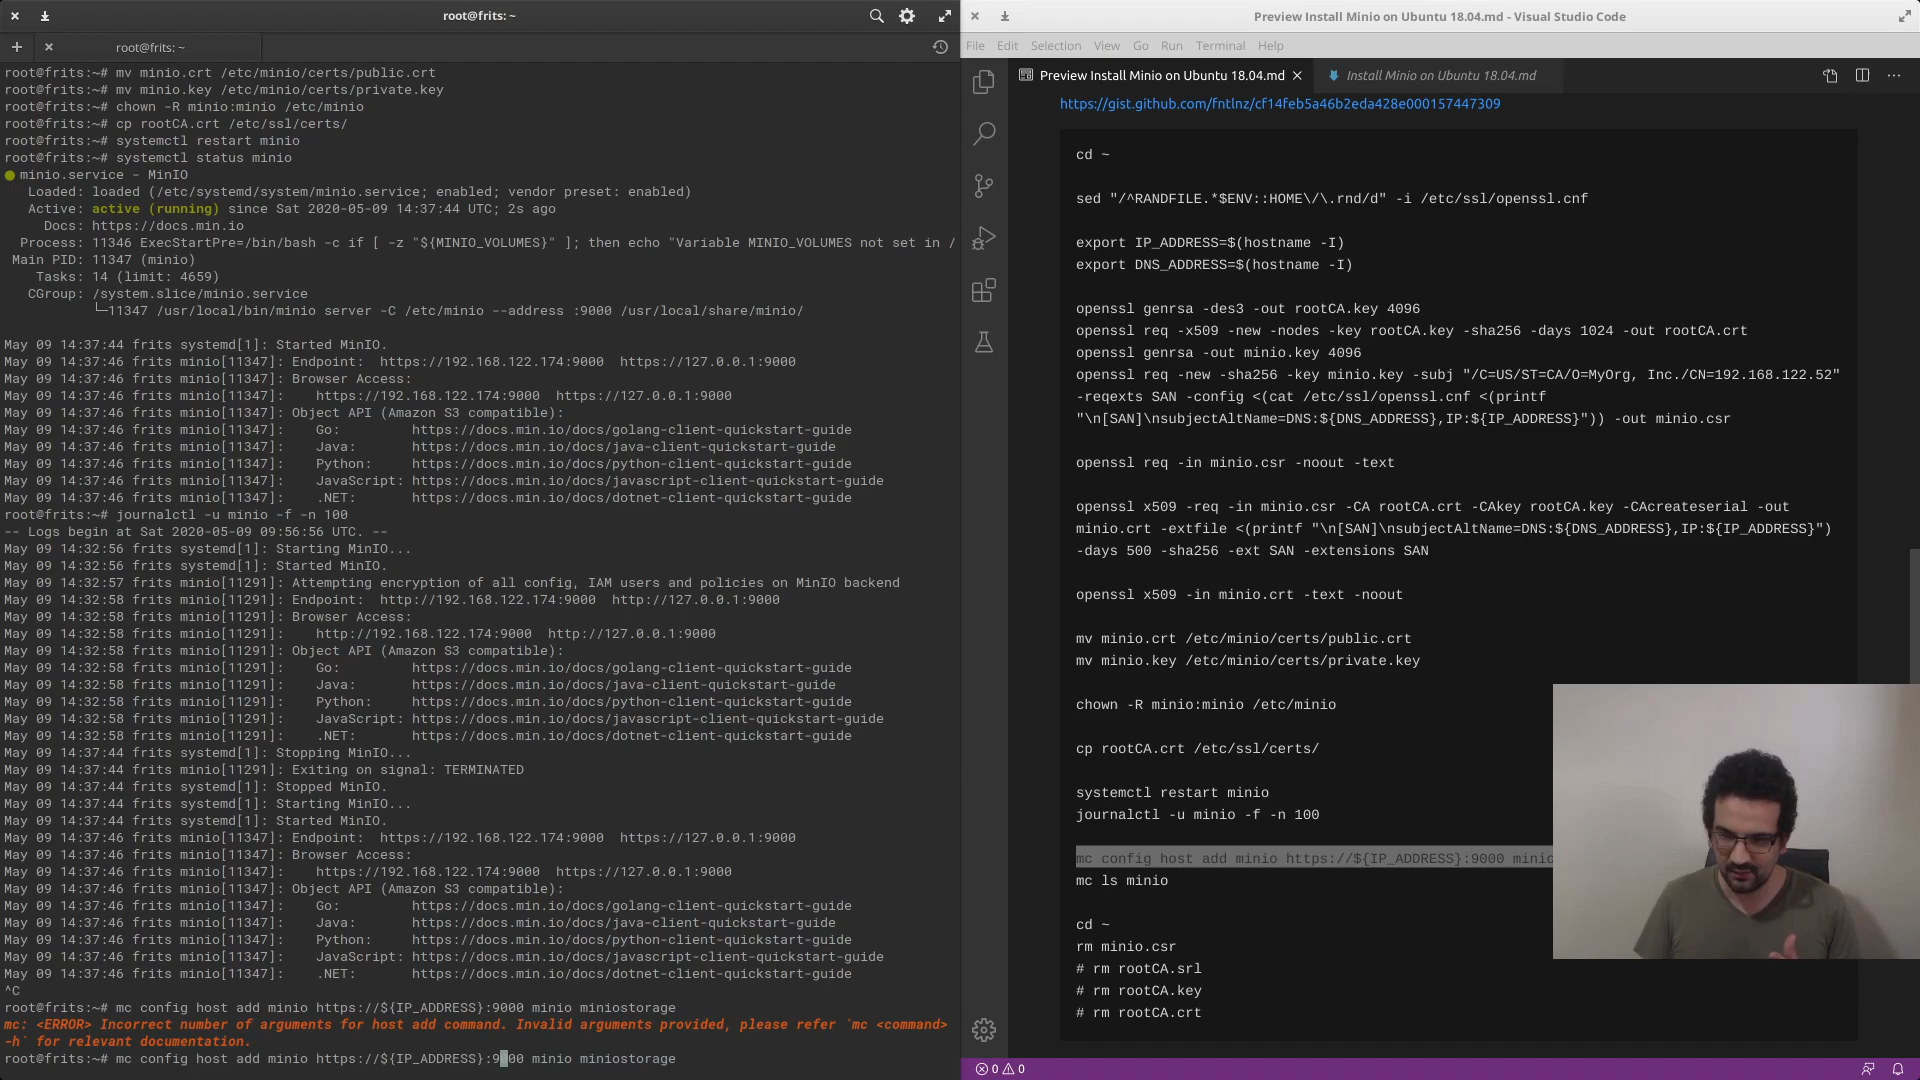 root@frits: ~
root@frits: ~
root@frits:~# mv minio.crt /etc/minio/certs/public.crt
root@frits:~# mv minio.key /etc/minio/certs/private.key
root@frits:~# chown -R minio:minio /etc/minio
root@frits:~# cp rootCA.crt /etc/ssl/certs/
root@frits:~# systemctl restart minio
root@frits:~# systemctl status minio
● minio.service - MinIO
Loaded: loaded (/etc/systemd/system/minio.service; enabled; vendor preset: enabled)
Active: active (running) since Sat 2020-05-09 14:37:44 UTC; 2s ago
Docs: https://docs.min.io
Process: 11346 ExecStartPre=/bin/bash -c if [ -z "${MINIO_VOLUMES}" ]; then echo "Variable MINIO_VOLUMES not set in /
Main PID: 11347 (minio)
Tasks: 14 (limit: 4659)
CGroup: /system.slice/minio.service
└─11347 /usr/local/bin/minio server -C /etc/minio --address :9000 /usr/local/share/minio/
May 09 14:37:44 frits systemd[1]: Started MinIO.
May 09 14:37:46 frits minio[11347]: Endpoint:  https://192.168.122.174:9000  https://127.0.0.1:9000
May 09 14:37:46 frits minio[11347]: Browser Access:
May 09 14:37:46 frits minio[11347]:    https://192.168.122.174:9000  https://127.0.0.1:9000
May 09 14:37:46 frits minio[11347]: Object API (Amazon S3 compatible):
May 09 14:37:46 frits minio[11347]:    Go:         https://docs.min.io/docs/golang-client-quickstart-guide
May 09 14:37:46 frits minio[11347]:    Java:       https://docs.min.io/docs/java-client-quickstart-guide
May 09 14:37:46 frits minio[11347]:    Python:     https://docs.min.io/docs/python-client-quickstart-guide
May 09 14:37:46 frits minio[11347]:    JavaScript: https://docs.min.io/docs/javascript-client-quickstart-guide
May 09 14:37:46 frits minio[11347]:    .NET:       https://docs.min.io/docs/dotnet-client-quickstart-guide
root@frits:~# journalctl -u minio -f -n 100
-- Logs begin at Sat 2020-05-09 09:56:56 UTC. --
May 09 14:32:56 frits systemd[1]: Starting MinIO...
May 09 14:32:56 frits systemd[1]: Started MinIO.
May 09 14:32:57 frits minio[11291]: Attempting encryption of all config, IAM users and policies on MinIO backend
May 09 14:32:58 frits minio[11291]: Endpoint:  http://192.168.122.174:9000  http://127.0.0.1:9000
May 09 14:32:58 frits minio[11291]: Browser Access:
May 09 14:32:58 frits minio[11291]:    http://192.168.122.174:9000  http://127.0.0.1:9000
May 09 14:32:58 frits minio[11291]: Object API (Amazon S3 compatible):
May 09 14:32:58 frits minio[11291]:    Go:         https://docs.min.io/docs/golang-client-quickstart-guide
May 09 14:32:58 frits minio[11291]:    Java:       https://docs.min.io/docs/java-client-quickstart-guide
May 09 14:32:58 frits minio[11291]:    Python:     https://docs.min.io/docs/python-client-quickstart-guide
May 09 14:32:58 frits minio[11291]:    JavaScript: https://docs.min.io/docs/javascript-client-quickstart-guide
May 09 14:32:58 frits minio[11291]:    .NET:       https://docs.min.io/docs/dotnet-client-quickstart-guide
May 09 14:37:44 frits systemd[1]: Stopping MinIO...
May 09 14:37:44 frits minio[11291]: Exiting on signal: TERMINATED
May 09 14:37:44 frits systemd[1]: Stopped MinIO.
May 09 14:37:44 frits systemd[1]: Starting MinIO...
May 09 14:37:44 frits systemd[1]: Started MinIO.
May 09 14:37:46 frits minio[11347]: Endpoint:  https://192.168.122.174:9000  https://127.0.0.1:9000
May 09 14:37:46 frits minio[11347]: Browser Access:
May 09 14:37:46 frits minio[11347]:    https://192.168.122.174:9000  https://127.0.0.1:9000
May 09 14:37:46 frits minio[11347]: Object API (Amazon S3 compatible):
May 09 14:37:46 frits minio[11347]:    Go:         https://docs.min.io/docs/golang-client-quickstart-guide
May 09 14:37:46 frits minio[11347]:    Java:       https://docs.min.io/docs/java-client-quickstart-guide
May 09 14:37:46 frits minio[11347]:    Python:     https://docs.min.io/docs/python-client-quickstart-guide
May 09 14:37:46 frits minio[11347]:    JavaScript: https://docs.min.io/docs/javascript-client-quickstart-guide
May 09 14:37:46 frits minio[11347]:    .NET:       https://docs.min.io/docs/dotnet-client-quickstart-guide
^C
root@frits:~# mc config host add minio https://${IP_ADDRESS}:9000 minio miniostorage
mc: <ERROR> Incorrect number of arguments for host add command. Invalid arguments provided, please refer `mc <command>
-h` for relevant documentation.
root@frits:~# mc config host add minio https://${IP_ADDRESS}:9000 minio miniostorage
Preview Install Minio on Ubuntu 18.04.md - Visual Studio Code
File Edit Selection View Go Run Terminal Help
Preview Install Minio on Ubuntu 18.04.md
Install Minio on Ubuntu 18.04.md
https://gist.github.com/fntlnz/cf14feb5a46b2eda428e000157447309
cd ~
sed "/^RANDFILE.*$ENV::HOME\/\.rnd/d" -i /etc/ssl/openssl.cnf
export IP_ADDRESS=$(hostname -I)
export DNS_ADDRESS=$(hostname -I)
openssl genrsa -des3 -out rootCA.key 4096
openssl req -x509 -new -nodes -key rootCA.key -sha256 -days 1024 -out rootCA.crt
openssl genrsa -out minio.key 4096
openssl req -new -sha256 -key minio.key -subj "/C=US/ST=CA/O=MyOrg, Inc./CN=192.168.122.52"
-reqexts SAN -config <(cat /etc/ssl/openssl.cnf <(printf
"\n[SAN]\nsubjectAltName=DNS:${DNS_ADDRESS},IP:${IP_ADDRESS}")) -out minio.csr
openssl req -in minio.csr -noout -text
openssl x509 -req -in minio.csr -CA rootCA.crt -CAkey rootCA.key -CAcreateserial -out
minio.crt -extfile <(printf "\n[SAN]\nsubjectAltName=DNS:${DNS_ADDRESS},IP:${IP_ADDRESS}")
-days 500 -sha256 -ext SAN -extensions SAN
openssl x509 -in minio.crt -text -noout
mv minio.crt /etc/minio/certs/public.crt
mv minio.key /etc/minio/certs/private.key
chown -R minio:minio /etc/minio
cp rootCA.crt /etc/ssl/certs/
systemctl restart minio
journalctl -u minio -f -n 100
mc config host add minio https://${IP_ADDRESS}:9000 minio
mc ls minio
cd ~
rm minio.csr
# rm rootCA.srl
# rm rootCA.key
# rm rootCA.crt
0 0